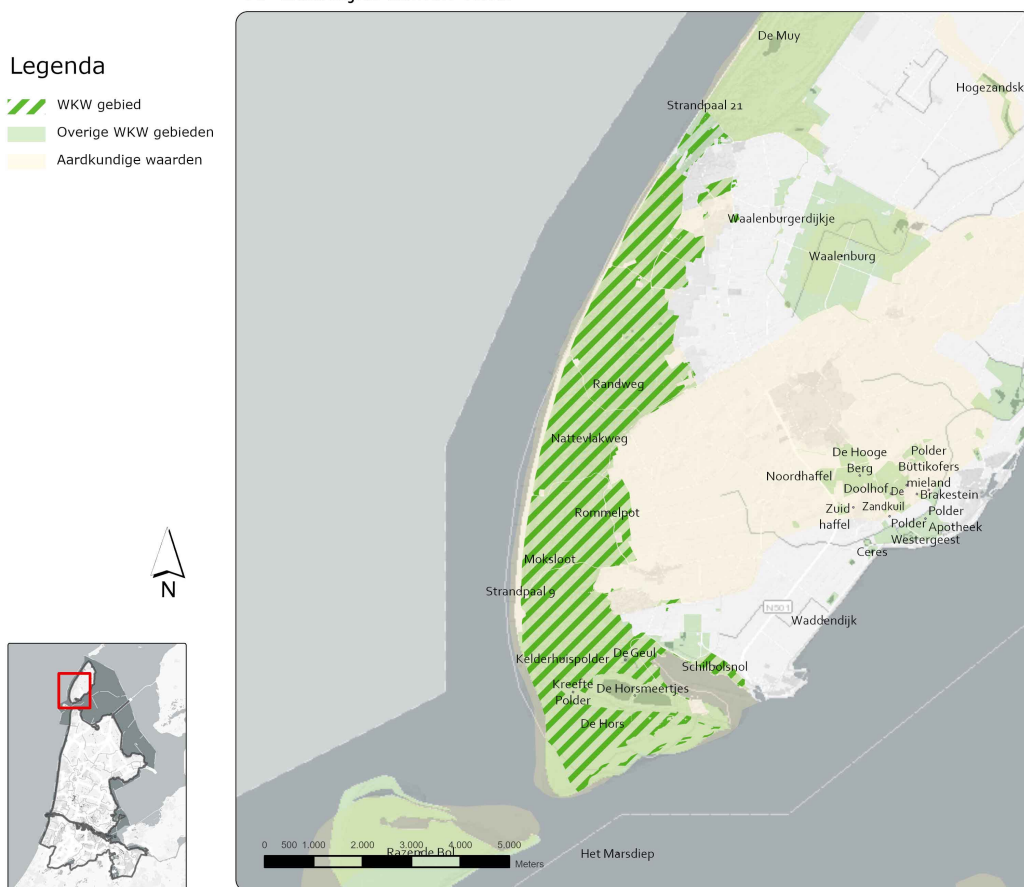 Legenda
WKW gebied
Overige WKW gebieden
Aardkundige waarden
N
De Muy
Hogezandsk
Strandpaal 21
Waalenburgerdijkje
Waalenburg
Randweg
Nattevlakweg
De Hooge
Berg
Polder
Büttikofers
mieland
Noordhaffel
Doolhof
De
Zandkuil
Brakestein
Zuid
haffel
Polder
Apotheek
Polder
Westergeest
Ceres
Rommelpot
Moksloot
Strandpaal 9
N501
Waddendijk
Kelderhuispolder
De Geul
Schilbolsnol
Kreefte
Polder
De Horsmeertjes
De Hors
0 500 1.000 2.000 3.000 4.000 5.000
Meters
Razende Bol
Het Marsdiep